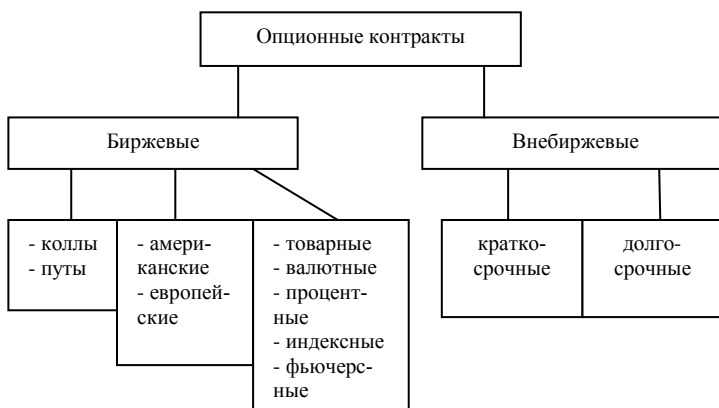 Опционные контракты
Биржевые
Внебиржевые
- коллы
- путы
- амери-
канские
- европей-
ские
- товарные
- валютные
- процент-
ные
- индексные
- фьючерс-
ные
кратко-
срочные
долго-
срочные